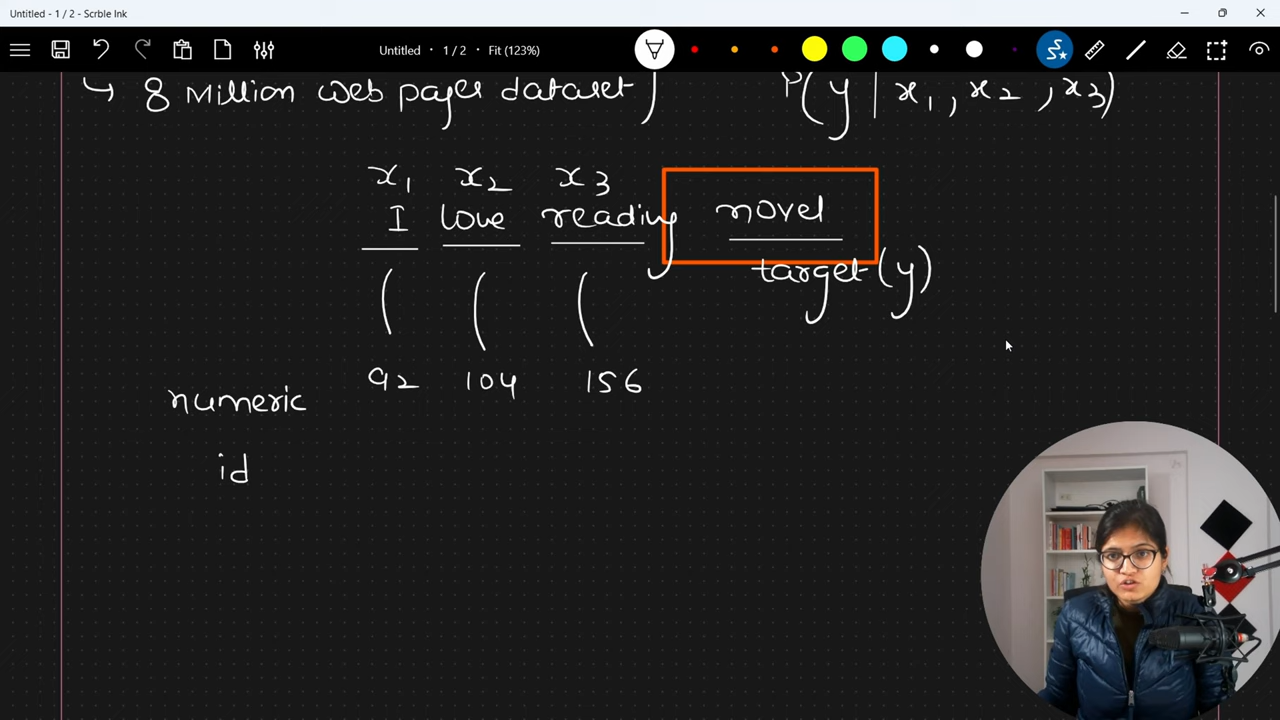 Untitled - 1 / 2 - Scrble Ink
Untitled • 1 / 2 • Fit (123%)
↳ 8 Million web pages dataset) P(y | x1, x2, x3)
x1 x2 x3
I love reading novel
target (y)
92 104 156
numeric
id